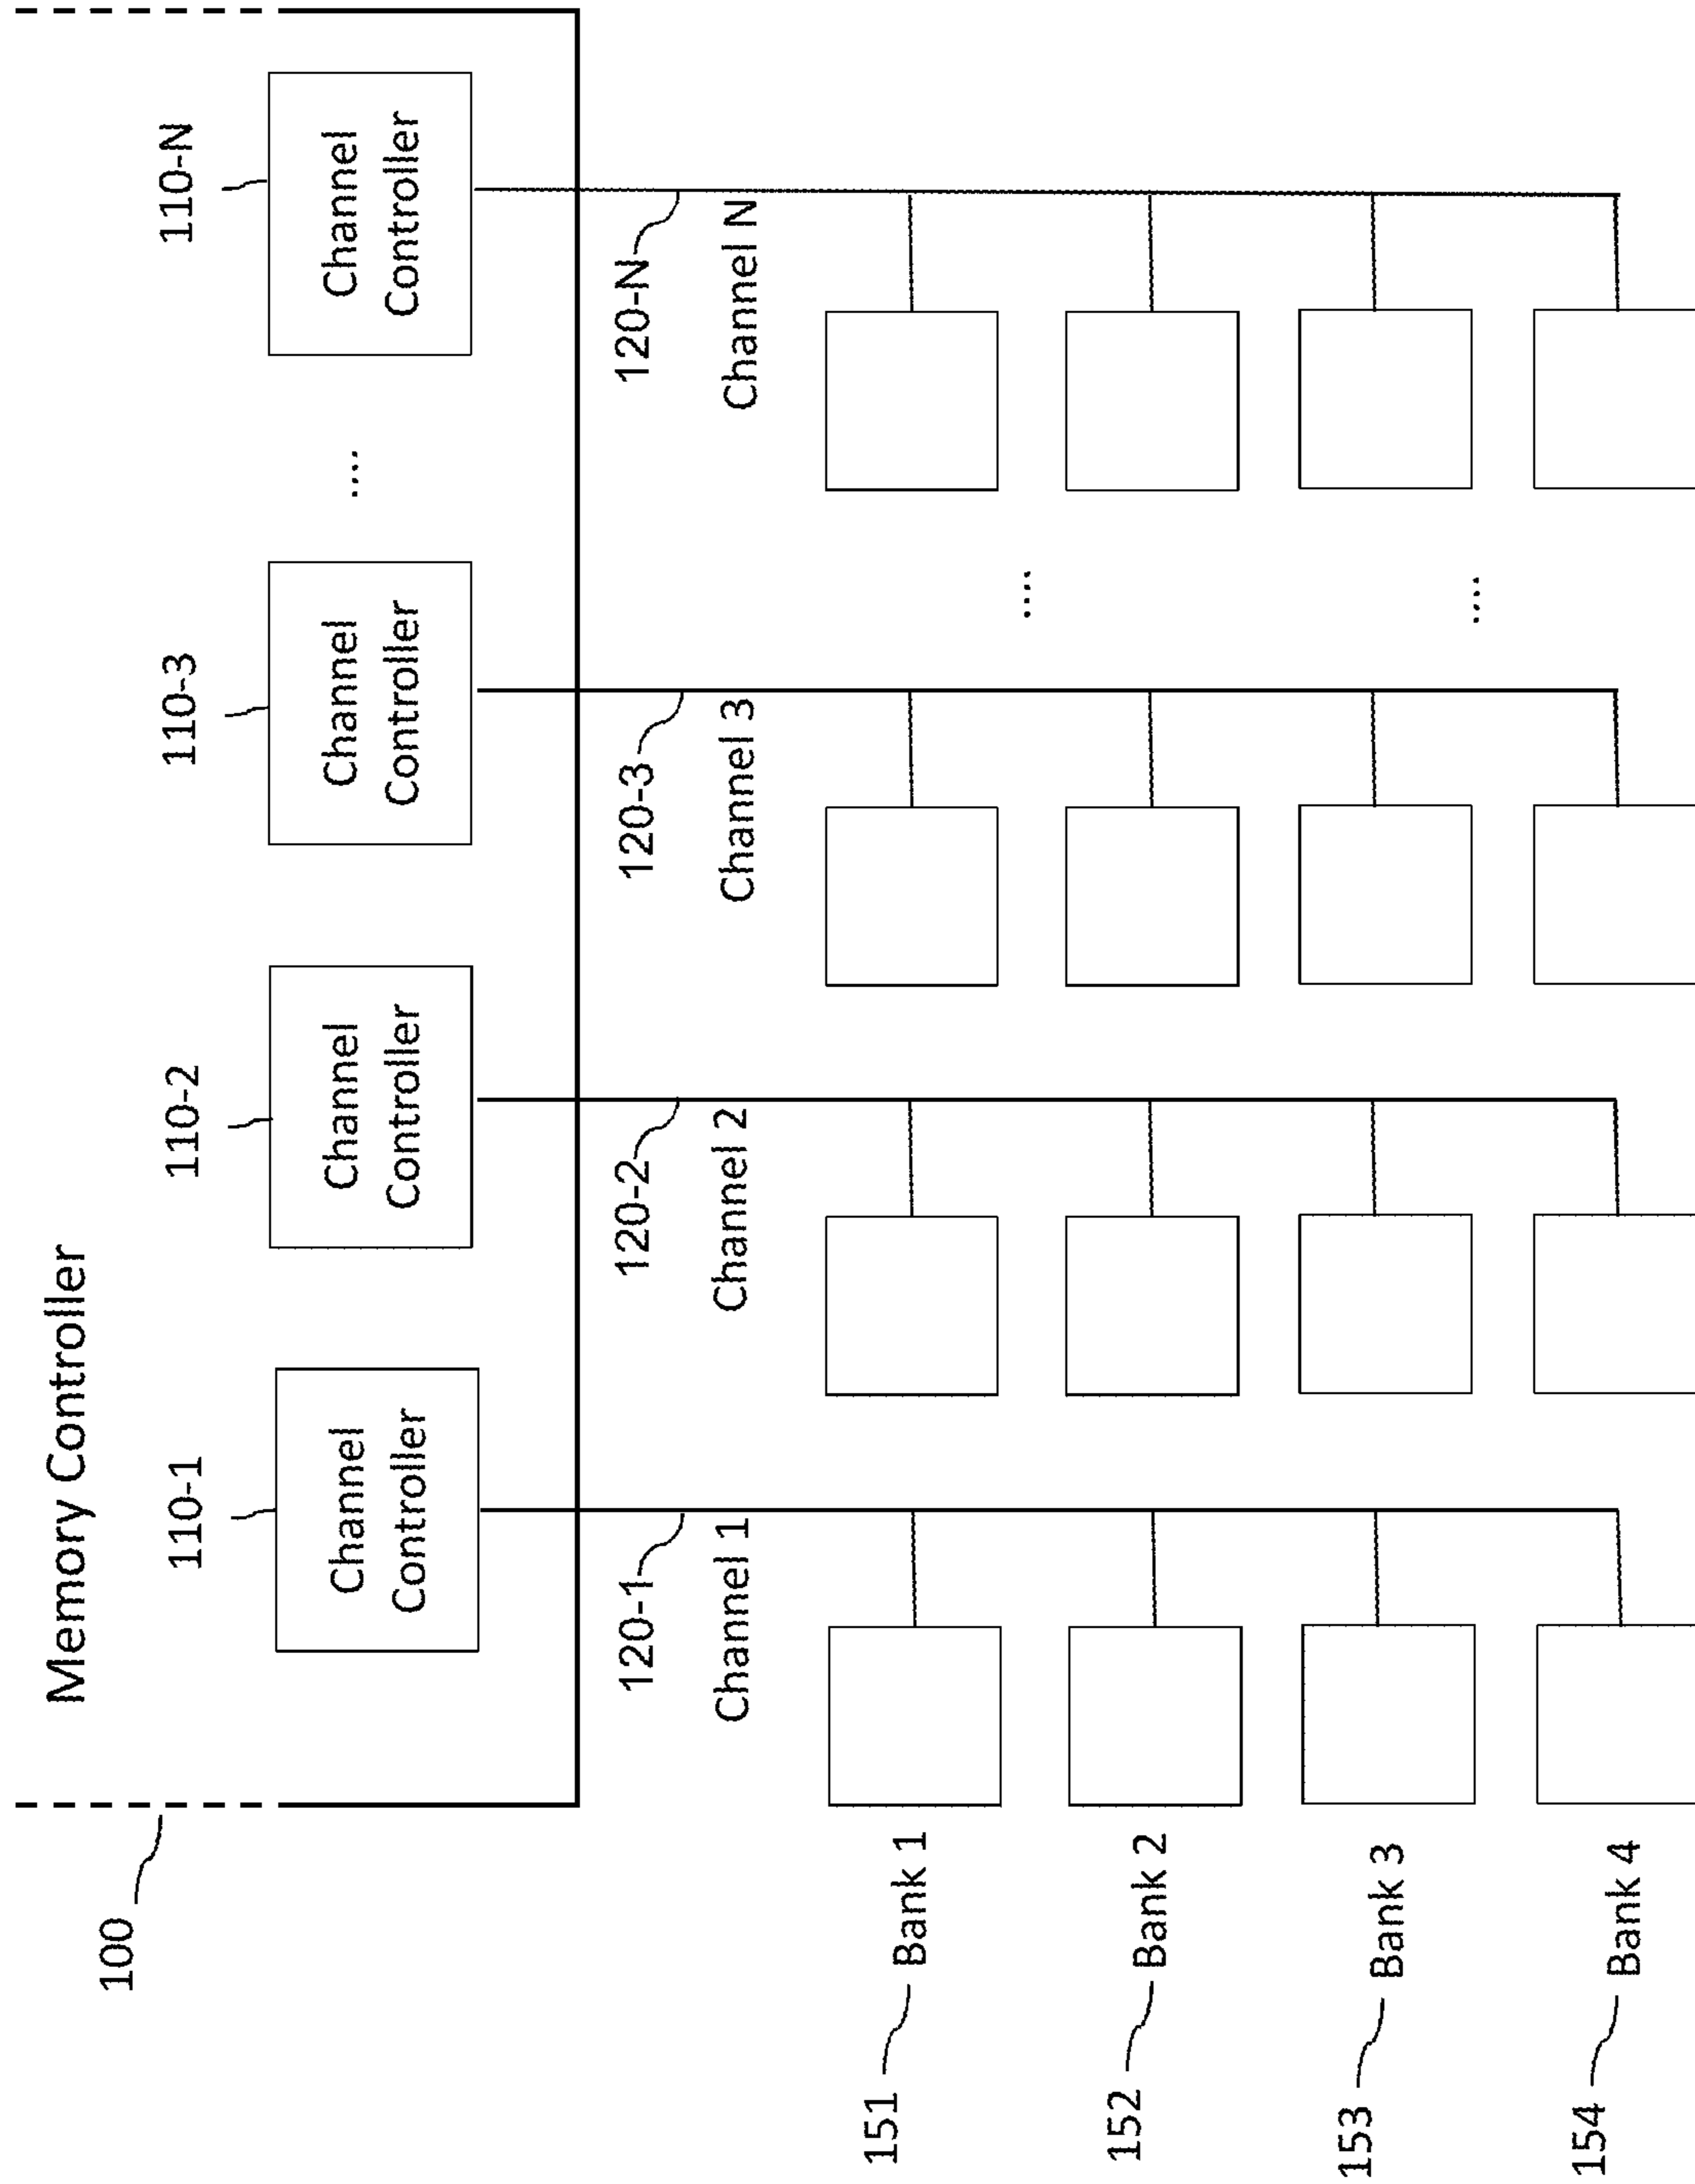 Memory Controller
100
110-1
110-2
110-3
110-N
Channel
Controller
Channel
Controller
Channel
Controller
....
Channel
Controller
120-1
120-2
120-3
120-N
Channel 1
Channel 2
Channel 3
Channel N
151
Bank 1
152
Bank 2
....
153
Bank 3
154
Bank 4
....